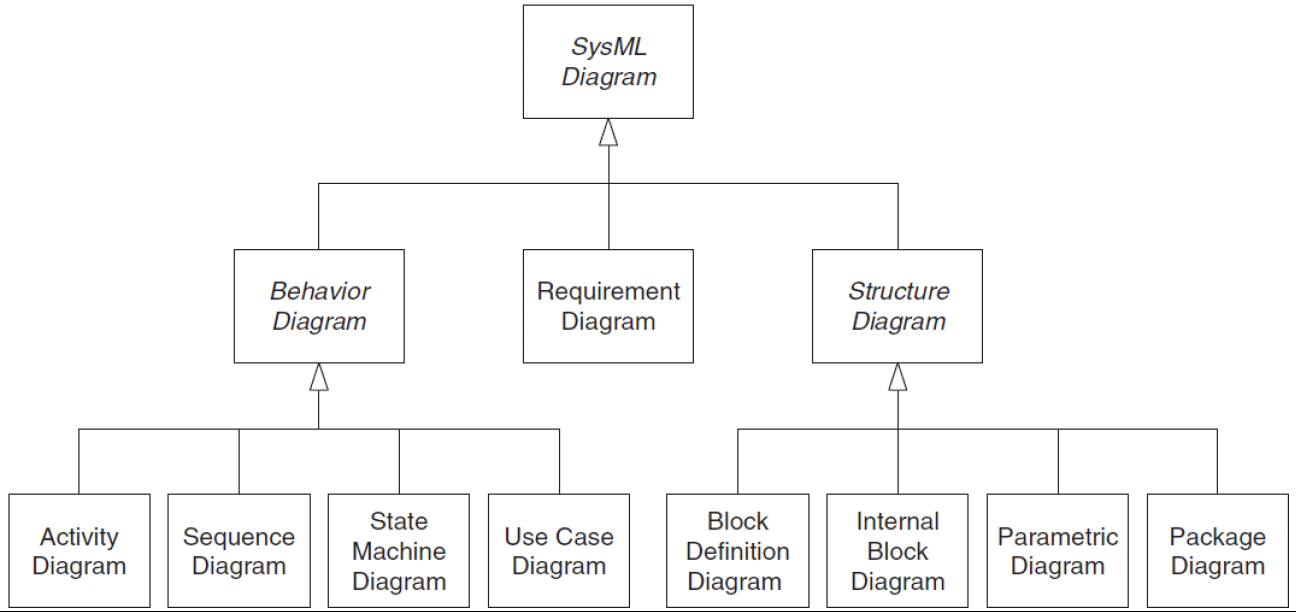 SysML
Diagram
Behavior
Diagram
Requirement
Diagram
Structure
Diagram
Activity
Diagram
Sequence
Diagram
State
Machine
Diagram
Use Case
Diagram
Block
Definition
Diagram
Internal
Block
Diagram
Parametric
Diagram
Package
Diagram